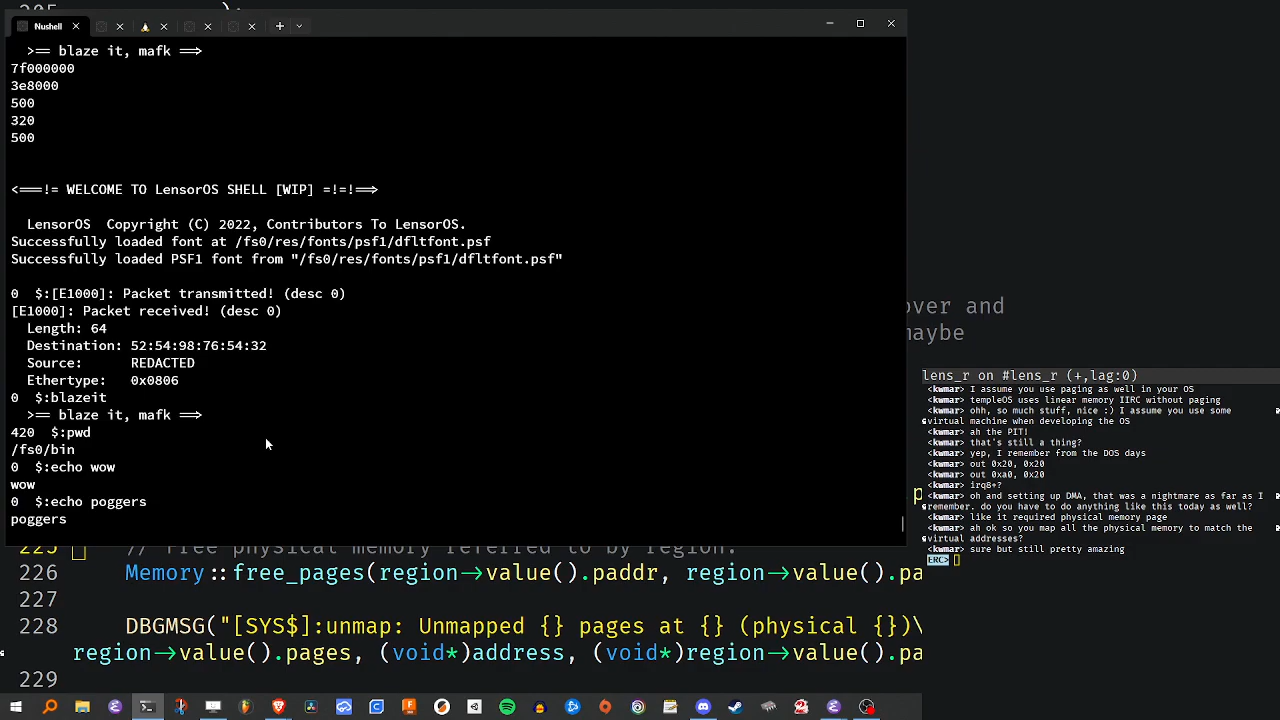 205
);
Nushell
>== blaze it, mafk ==>
7f000000
3e8000
500
320
500
<===!= WELCOME TO LensorOS SHELL [WIP] =!=!==>
LensorOS  Copyright (C) 2022, Contributors To LensorOS.
Successfully loaded font at /fs0/res/fonts/psf1/dfltfont.psf
Successfully loaded PSF1 font from "/fs0/res/fonts/psf1/dfltfont.psf"
0  $:[E1000]: Packet transmitted! (desc 0)
[E1000]: Packet received! (desc 0)
Length: 64
Destination: 52:54:98:76:54:32
Source:      REDACTED
Ethertype:   0x0806
0  $:blazeit
>== blaze it, mafk ==>
420  $:pwd
/fs0/bin
0  $:echo wow
wow
0  $:echo poggers
poggers
over and
maybe
lens_r on #lens_r (+,lag:0)
<kwmar> I assume you use paging as well in your OS
<kwmar> templeOS uses linear memory IIRC without paging
<kwmar> ohh, so much stuff, nice :) I assume you use some
virtual machine when developing the OS
<kwmar> ah the PIT!
<kwmar> that's still a thing?
<kwmar> yep, I remember from the DOS days
<kwmar> out 0x20, 0x20
<kwmar> out 0xa0, 0x20
<kwmar> irq8+?
<kwmar> oh and setting up DMA, that was a nightmare as far as I
remember. do you have to do anything like this today as well?
<kwmar> like it required physical memory page
<kwmar> ah ok so you map all the physical memory to match the
virtual addresses?
<kwmar> sure but still pretty amazing
ERC>
p
225 // Free physical memory referred to by region.
226 Memory::free_pages(region->value().paddr, region->value().pa
227
228 DBGMSG("[SYS$]:unmap: Unmapped {} pages at {} (physical {})\
region->value().pages, (void*)address, (void*)region->value().pa
229